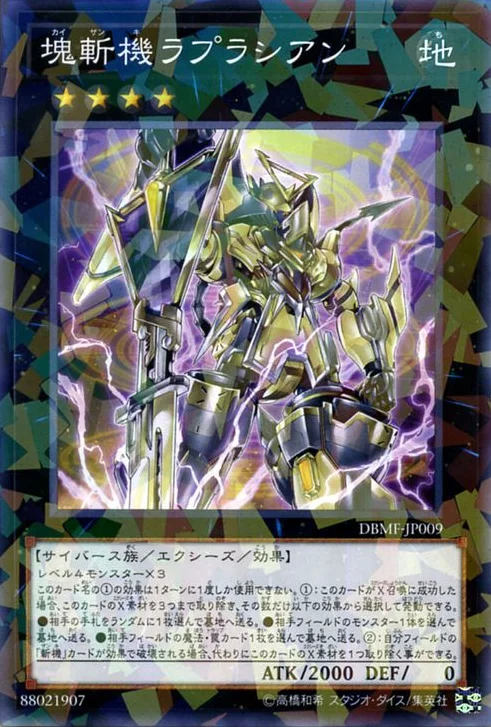 塊斬機ラプラシアン
カイ ザン キ
地
ち
DBMF-JP009
【サイバース族／エクシーズ／効果】
レベル4モンスター×3
このカード名の①の効果は1ターンに1度しか使用できない。①：このカードがX召喚に成功した
場合、このカードのX素材を3つまで取り除き、その数だけ以下の効果から選択して発動できる。
●相手の手札をランダムに1枚選んで墓地へ送る。●相手フィールドのモンスター1体を選ん
で墓地へ送る。●相手フィールドの魔法・罠カード1枚を選んで墓地へ送る。②：自分フィールドの
「斬機」カードが効果で破壊される場合、代わりにこのカードのX素材を1つ取り除く事ができる。
ATK/2000 DEF/ 0
88021907
©高橋和希 スタジオ・ダイス/集英社